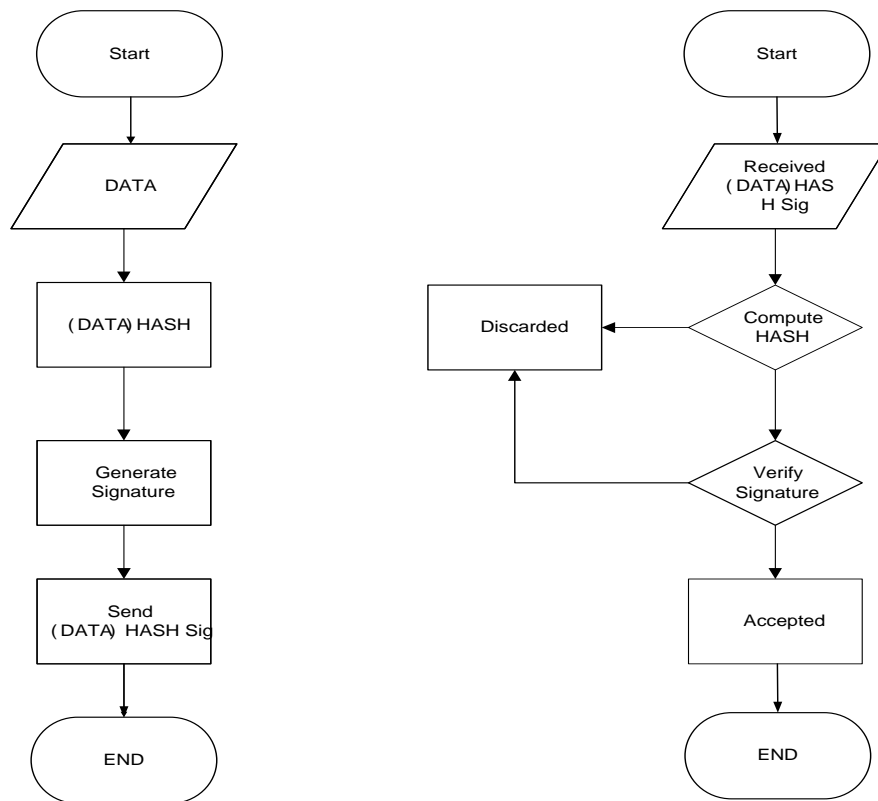 Start
DATA
(DATA) HASH
Generate
Signature
Send
(DATA) HASH Sig
END
Start
Received
(DATA)HAS
H Sig
Compute
HASH
Discarded
Verify
Signature
Accepted
END